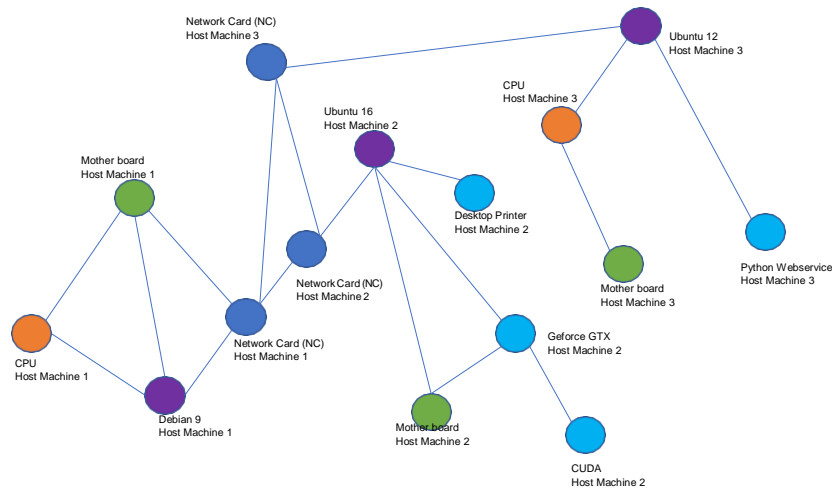 Network Card (NC)
Host Machine 3
Ubuntu 12
Host Machine 3
CPU
Host Machine 3
Ubuntu 16
Host Machine 2
Mother board
Host Machine 1
Desktop Printer
Host Machine 2
Python Webservice
Host Machine 3
Network Card (NC)
Host Machine 2
Mother board
Host Machine 3
Network Card (NC)
Host Machine 1
Geforce GTX
Host Machine 2
CPU
Host Machine 1
Debian 9
Host Machine 1
Mother board
Host Machine 2
CUDA
Host Machine 2